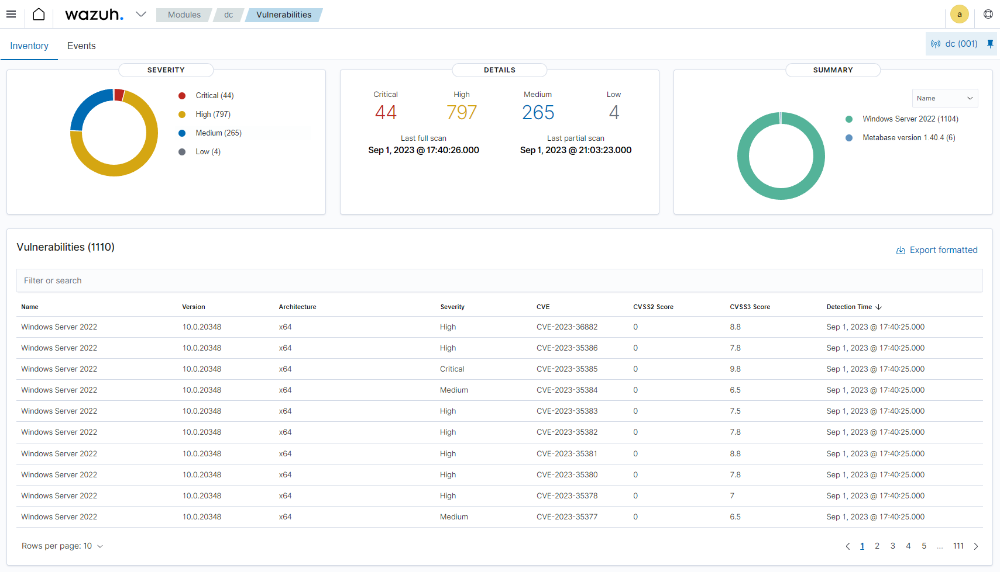 wazuh.
Modules
dc
Vulnerabilities
a
Inventory
Events
dc (001)
SEVERITY
Critical (44)
High (797)
Medium (265)
Low (4)
DETAILS
Critical High Medium Low
44 797 265 4
Last full scan Last partial scan
Sep 1, 2023 @ 17:40:26.000 Sep 1, 2023 @ 21:03:23.000
SUMMARY
Name
Windows Server 2022 (1104)
Metabase version 1.40.4 (6)
Vulnerabilities (1110)
Export formatted
Filter or search
Name Version Architecture Severity CVE CVSS2 Score CVSS3 Score Detection Time
Windows Server 2022 10.0.20348 x64 High CVE-2023-36882 0 8.8 Sep 1, 2023 @ 17:40:25.000
Windows Server 2022 10.0.20348 x64 High CVE-2023-35386 0 7.8 Sep 1, 2023 @ 17:40:25.000
Windows Server 2022 10.0.20348 x64 Critical CVE-2023-35385 0 9.8 Sep 1, 2023 @ 17:40:25.000
Windows Server 2022 10.0.20348 x64 Medium CVE-2023-35384 0 6.5 Sep 1, 2023 @ 17:40:25.000
Windows Server 2022 10.0.20348 x64 High CVE-2023-35383 0 7.5 Sep 1, 2023 @ 17:40:25.000
Windows Server 2022 10.0.20348 x64 High CVE-2023-35382 0 7.8 Sep 1, 2023 @ 17:40:25.000
Windows Server 2022 10.0.20348 x64 High CVE-2023-35381 0 8.8 Sep 1, 2023 @ 17:40:25.000
Windows Server 2022 10.0.20348 x64 High CVE-2023-35380 0 7.8 Sep 1, 2023 @ 17:40:25.000
Windows Server 2022 10.0.20348 x64 High CVE-2023-35378 0 7 Sep 1, 2023 @ 17:40:25.000
Windows Server 2022 10.0.20348 x64 Medium CVE-2023-35377 0 6.5 Sep 1, 2023 @ 17:40:25.000
Rows per page: 10
1 2 3 4 5 ... 111